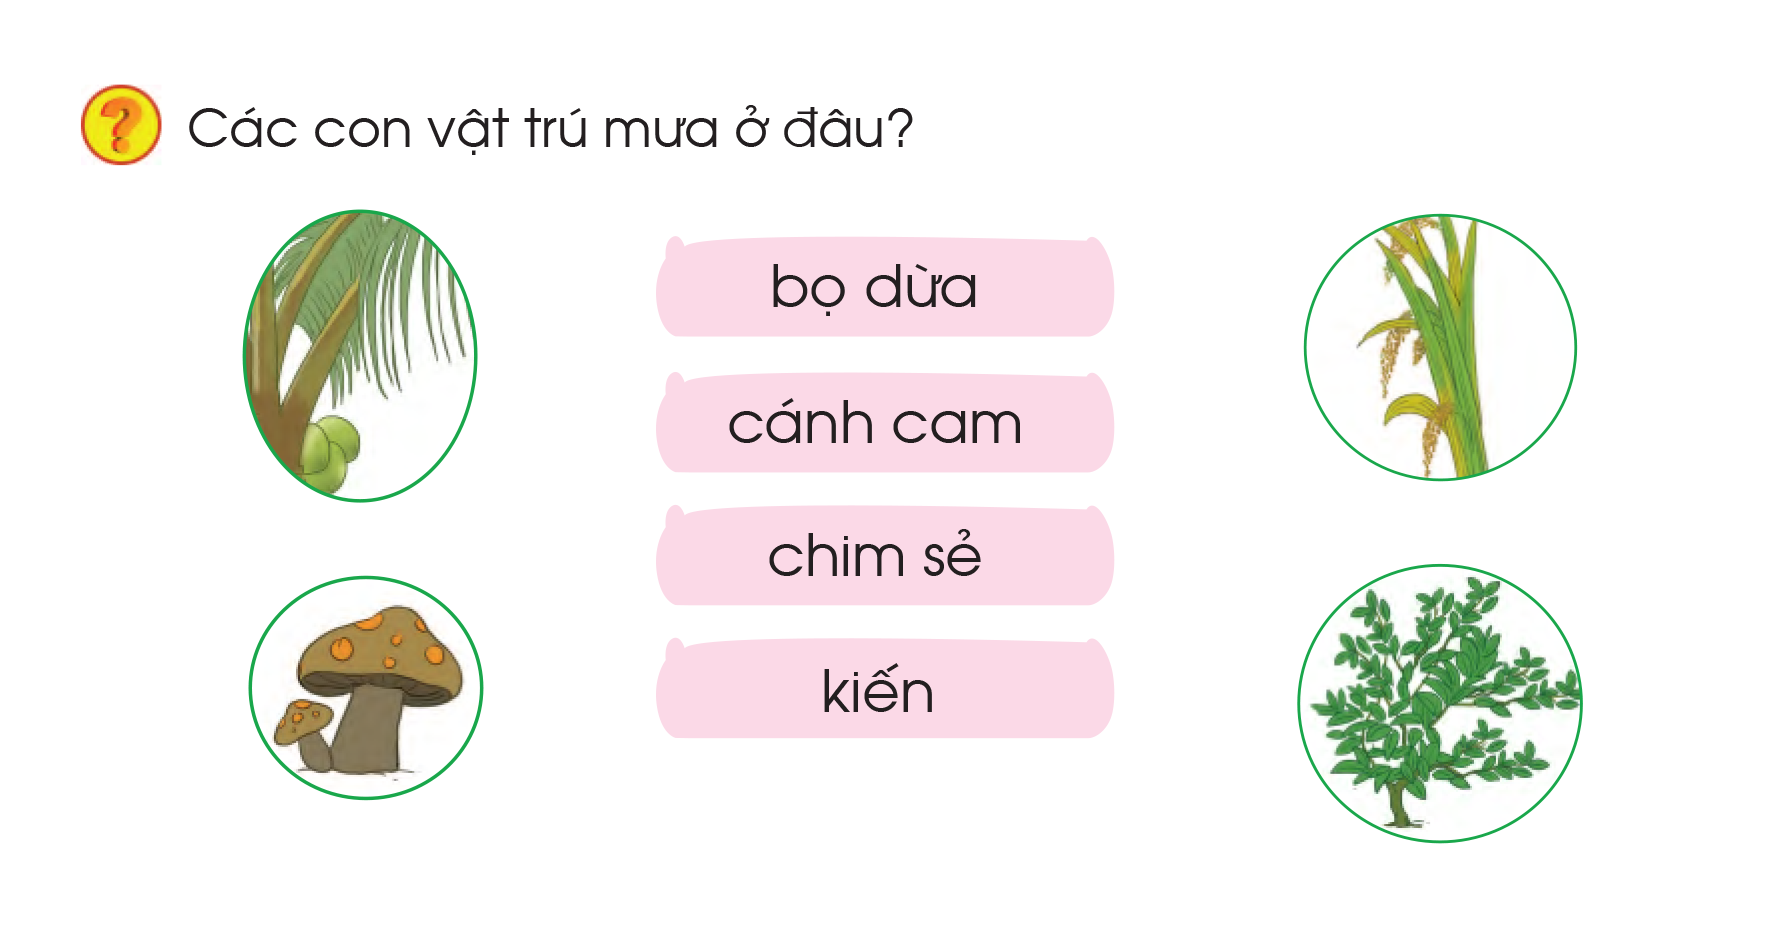 ?
Các con vật trú mưa ở đâu?
bọ dừa
cánh cam
chim sẻ
kiến